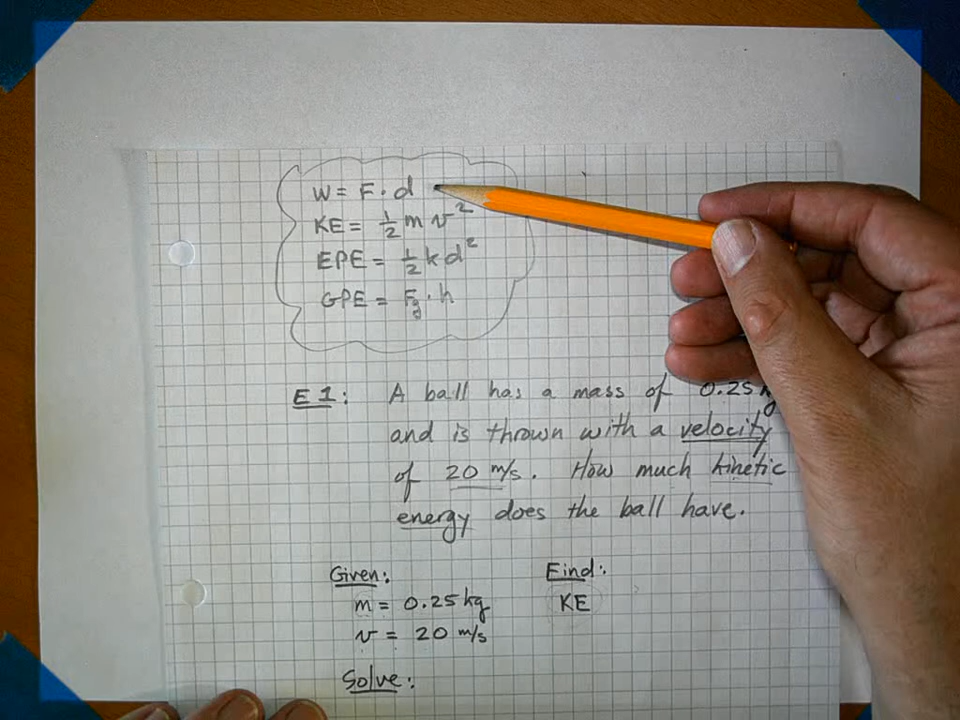 W = F · d
KE = ½ m v²
EPE = ½ k d²
GPE = Fg · h
E1: A ball has a mass of 0.25 kg
and is thrown with a velocity
of 20 m/s. How much kinetic
energy does the ball have.
Given: Find:
m = 0.25 kg KE
v = 20 m/s
Solve: